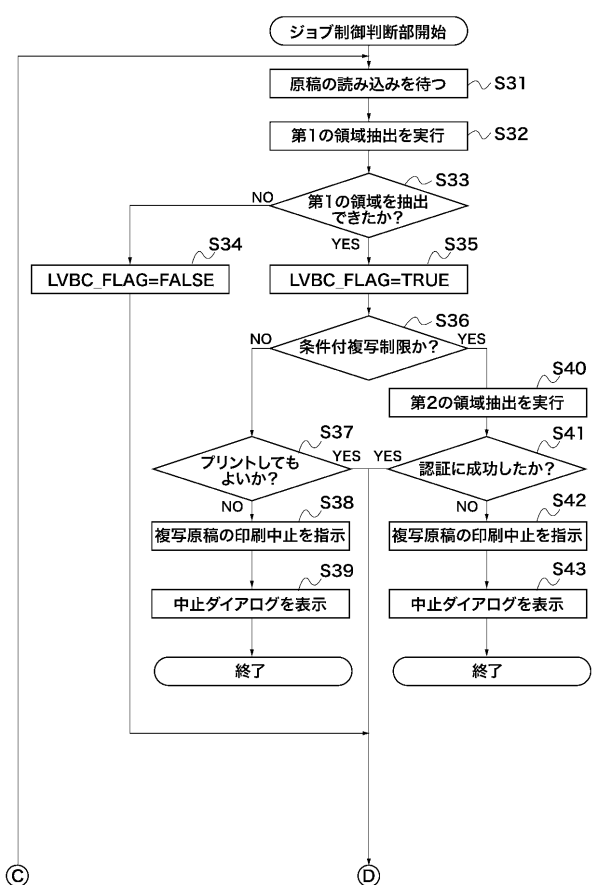 ジョブ制御判断部開始
原稿の読み込みを待つ
S31
第1の領域抽出を実行
S32
S33
第1の領域を抽出
できたか?
NO
YES
S34
LVBC_FLAG=FALSE
S35
LVBC_FLAG=TRUE
S36
条件付複写制限か?
NO
YES
S40
第2の領域抽出を実行
S37
プリントしても
よいか?
YES
NO
S41
認証に成功したか?
YES
NO
S38
複写原稿の印刷中止を指示
S42
複写原稿の印刷中止を指示
S39
中止ダイアログを表示
S43
中止ダイアログを表示
終了
終了
C
D